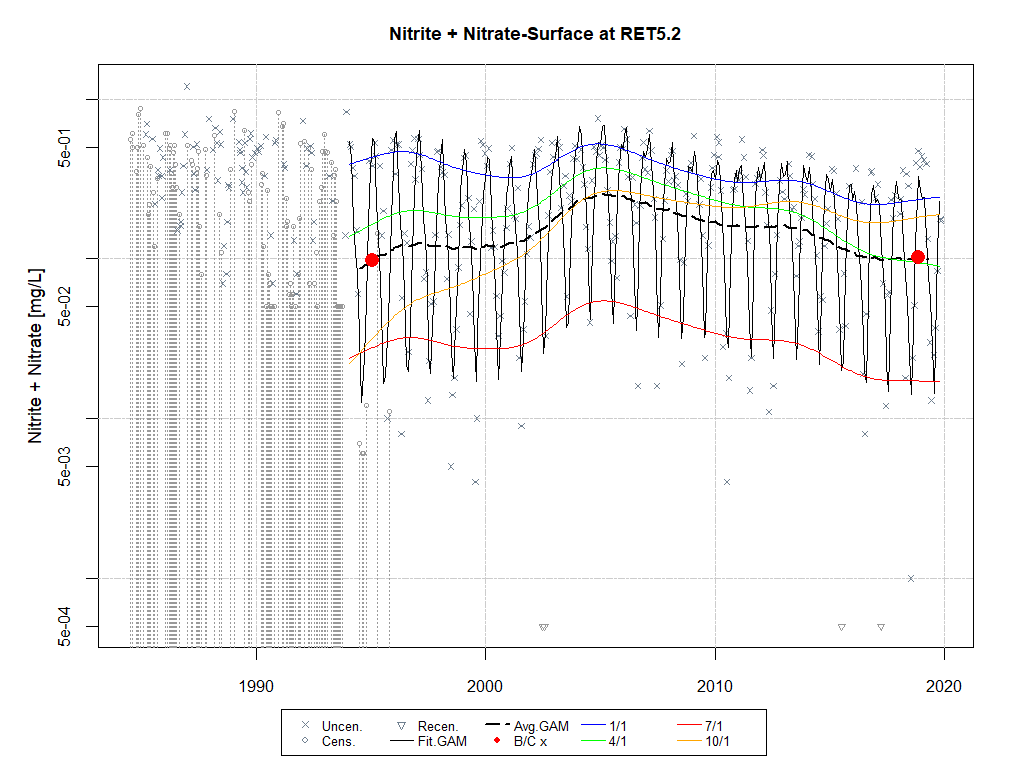 Nitrite + Nitrate-Surface at RET5.2
Nitrite + Nitrate [mg/L]
5e-01
5e-02
5e-03
5e-04
1990 2000 2010 2020
Uncen. Recen. Avg.GAM 1/1 7/1
Cens. Fit.GAM B/C x 4/1 10/1